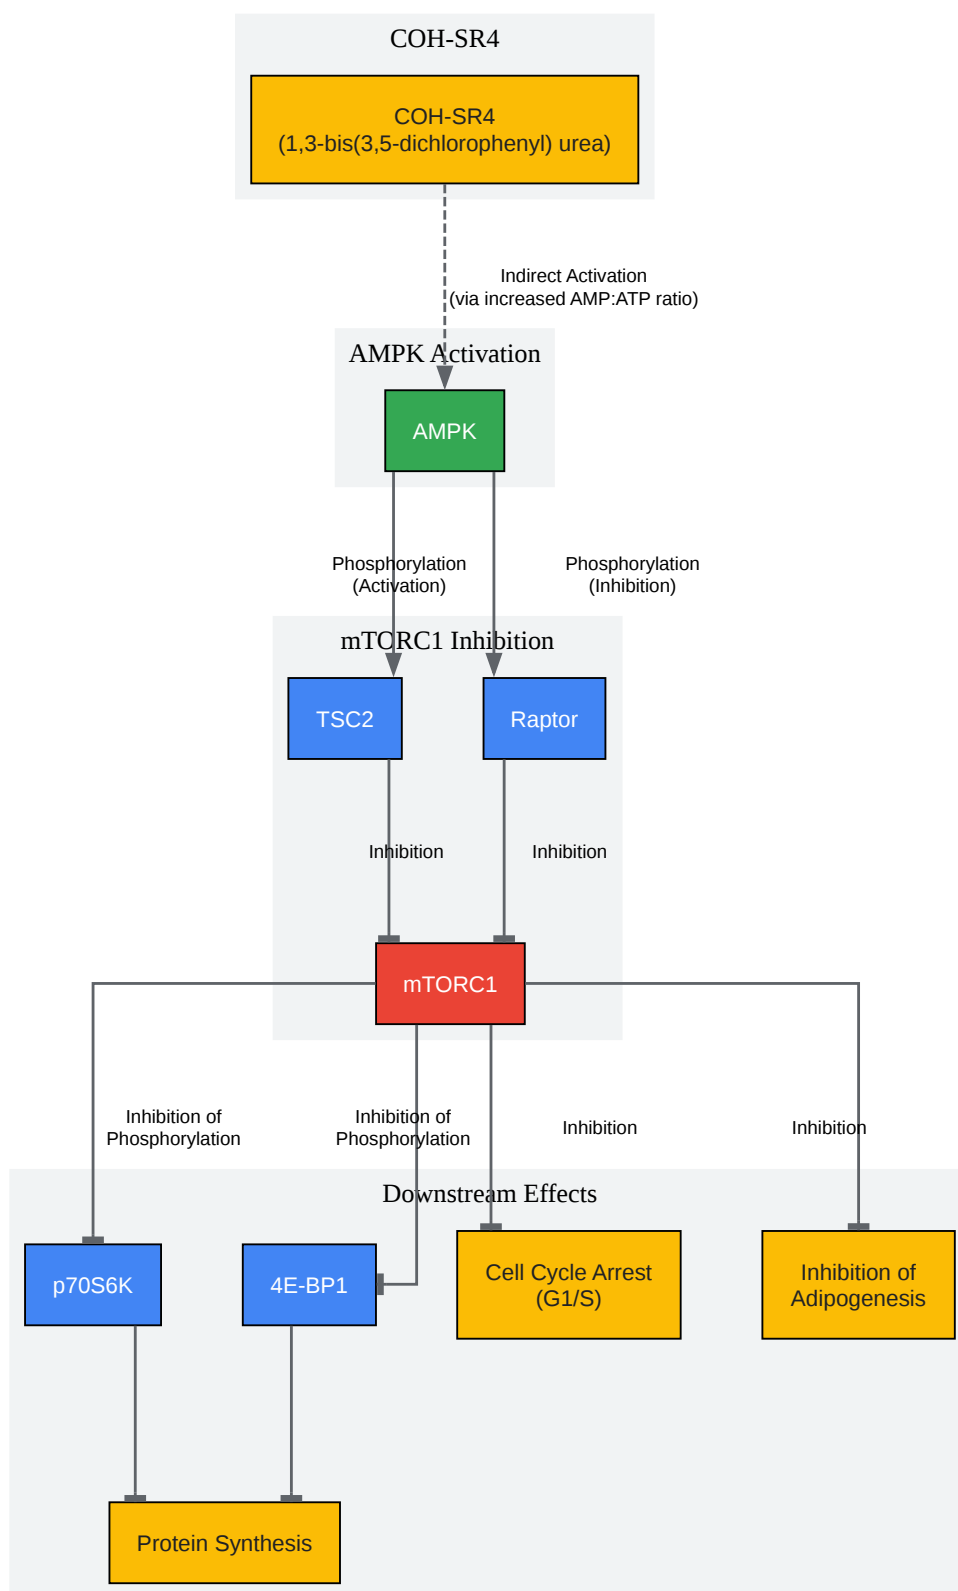 COH-SR4
COH-SR4
(1,3-bis(3,5-dichlorophenyl) urea)
Indirect Activation
(via increased AMP:ATP ratio)
AMPK Activation
AMPK
Phosphorylation
(Activation)
Phosphorylation
(Inhibition)
mTORC1 Inhibition
TSC2
Raptor
Inhibition
Inhibition
mTORC1
Inhibition of
Phosphorylation
Inhibition of
Phosphorylation
Inhibition
Inhibition
Downstream Effects
p70S6K
4E-BP1
Cell Cycle Arrest
(G1/S)
Inhibition of
Adipogenesis
Protein Synthesis